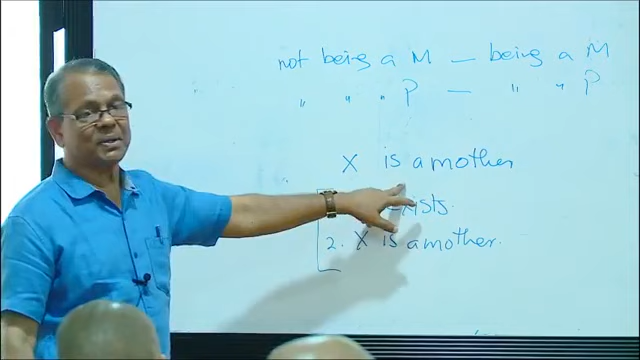 not being a M — being a M
" " " P — " " P
X is a mother
exists.
2. X is a mother.